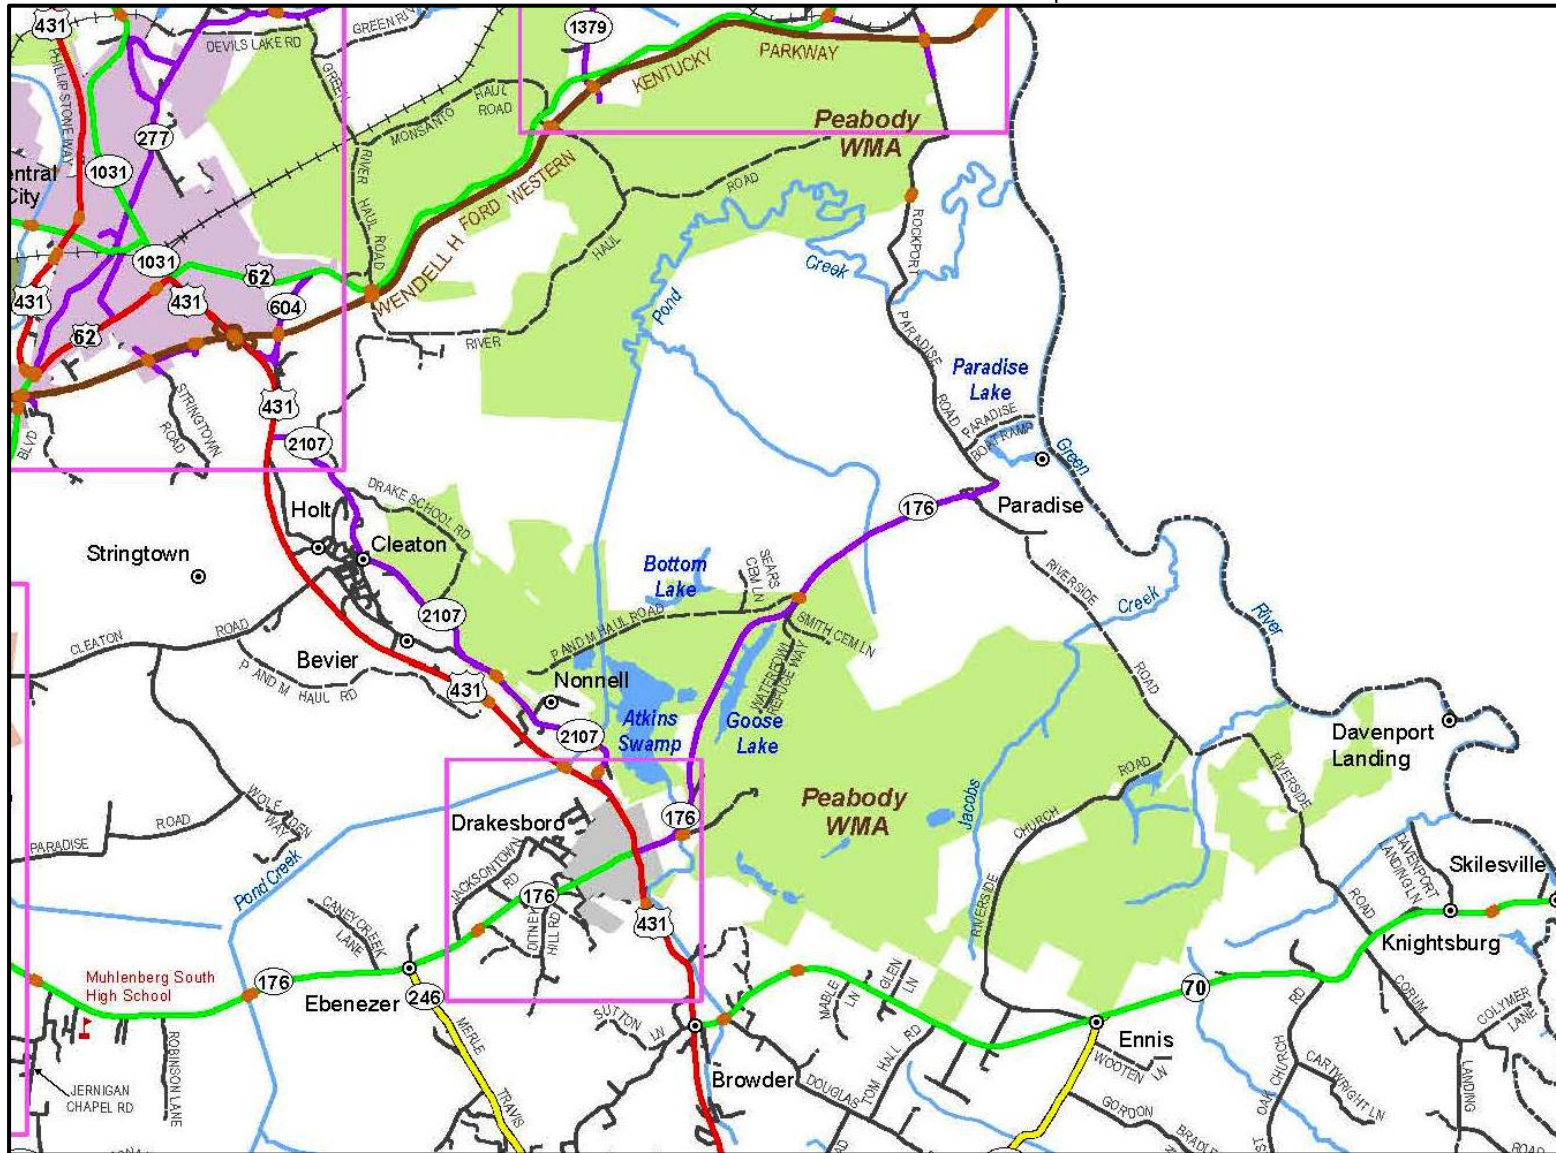 431
DEVILS LAKE RD
GREEN RIV
1379
KENTUCKY
PARKWAY
PHILLIP STONE WAY
GREEN
HAUL
ROAD
MONSANTO
277
Peabody
WMA
1031
entral
City
RIVER HAUL ROAD
FORD WESTERN
ROAD
ROCKPORT
1031
62
HAUL
Creek
431
431
604
WENDELL H
Pond
62
RIVER
PARADISE
ROAD
Paradise
Lake
STRINGTOWN
ROAD
431
PARADISE
BOAT RAMP
BLVD
2107
Green
DRAKE SCHOOL RD
176
Paradise
Holt
Stringtown
Cleaton
Bottom
Lake
SEARS
CEM LN
RIVERSIDE
Creek
2107
River
P AND M HAUL ROAD
SMITH CEM LN
CLEATON
ROAD
WATERFOWL
REFUGE WAY
Bevier
P AND M HAUL RD
431
Nonnell
ROAD
2107
Atkins
Swamp
Goose
Lake
Davenport
Landing
ROAD
RIVERSIDE
WOLF
DEN
WAY
Peabody
WMA
Jacobs
176
Drakesboro
CHURCH
PARADISE
ROAD
DAVENPORT
LANDING LN
Skilesville
Pond Creek
JACKSONTOWN
RD
176
RIVERSIDE
ROAD
CANEY CREEK
LANE
DITNEY
HILL RD
431
Knightsburg
Muhlenberg South
High School
176
Ebenezer
246
MABLE
LN
GLEN
LN
70
CORUM
COLYMER
LANE
SUTTON
LN
MERLE
TRAVIS
RD
Ennis
ROBINSON LANE
WOOTEN
LN
OAK CHURCH
CARTWRIGHT LN
LANDING
JERNIGAN
CHAPEL RD
Browder
DOUGLAS
TOM HALL RD
GORDON
ROAD